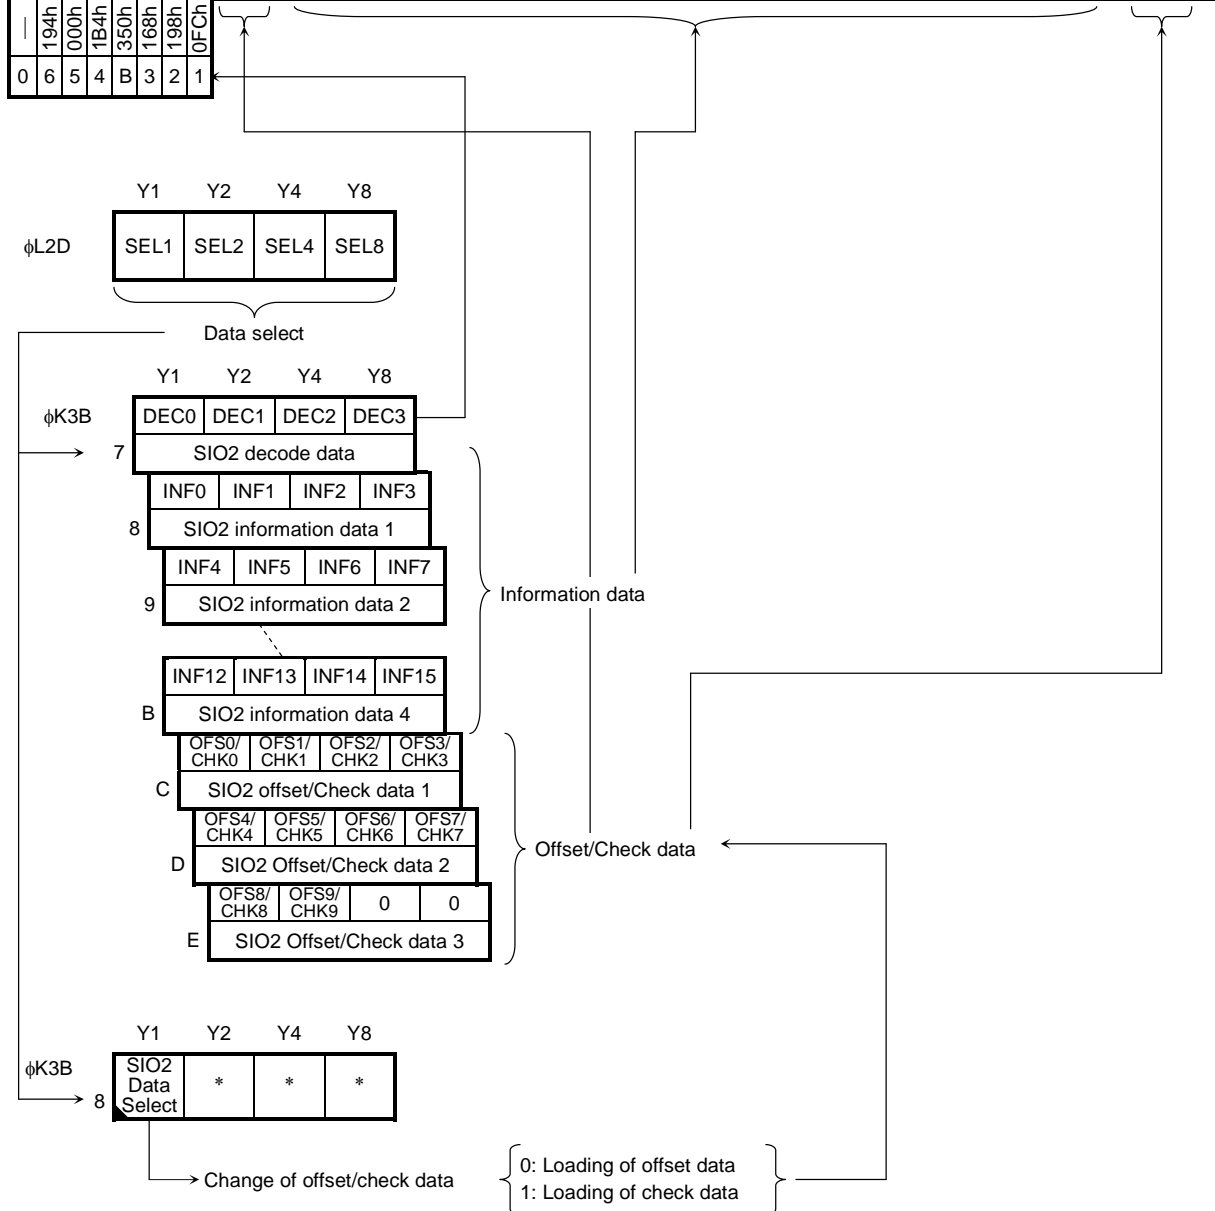 — 194h 000h 1B4h 350h 168h 198h 0FCh
0 6 5 4 B 3 2 1
Y1 Y2 Y4 Y8
ϕL2D SEL1 SEL2 SEL4 SEL8
Data select
Y1 Y2 Y4 Y8
ϕK3B DEC0 DEC1 DEC2 DEC3
7 SIO2 decode data
INF0 INF1 INF2 INF3
8 SIO2 information data 1
INF4 INF5 INF6 INF7
9 SIO2 information data 2
Information data
INF12 INF13 INF14 INF15
B SIO2 information data 4
OFS0/ OFS1/ OFS2/ OFS3/
CHK0 CHK1 CHK2 CHK3
C SIO2 offset/Check data 1
OFS4/ OFS5/ OFS6/ OFS7/
CHK4 CHK5 CHK6 CHK7
Offset/Check data
D SIO2 Offset/Check data 2
OFS8/ OFS9/ 0 0
CHK8 CHK9
E SIO2 Offset/Check data 3
Y1 Y2 Y4 Y8
ϕK3B
SIO2
Data * * *
8 Select
Change of offset/check data
0: Loading of offset data
1: Loading of check data